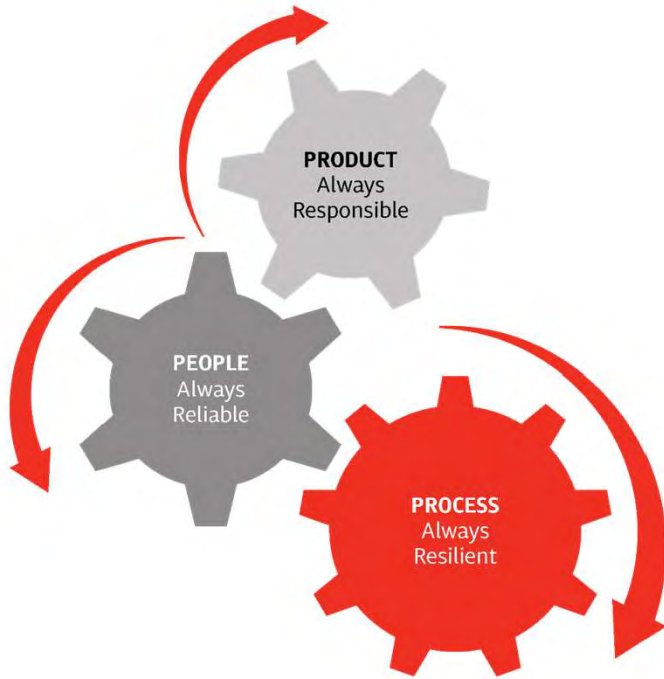 PRODUCT
Always
Responsible
PEOPLE
Always
Reliable
PROCESS
Always
Resilient